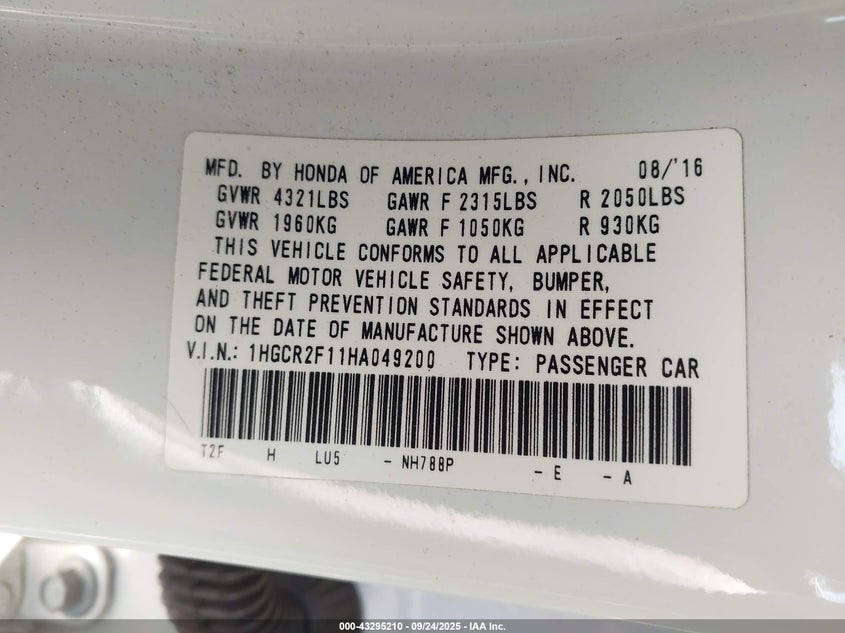 MFD. BY HONDA OF AMERICA MFG., INC. 08/'16
GVWR 4321LBS GAWR F 2315LBS R 2050LBS
GVWR 1960KG GAWR F 1050KG R 930KG
THIS VEHICLE CONFORMS TO ALL APPLICABLE
FEDERAL MOTOR VEHICLE SAFETY, BUMPER,
AND THEFT PREVENTION STANDARDS IN EFFECT
ON THE DATE OF MANUFACTURE SHOWN ABOVE.
V.I.N.: 1HGCR2F11HA049200 TYPE: PASSENGER CAR
T2F H LU5 - NH788P - E - A
000-43295210 - 09/24/2025 - IAA Inc.